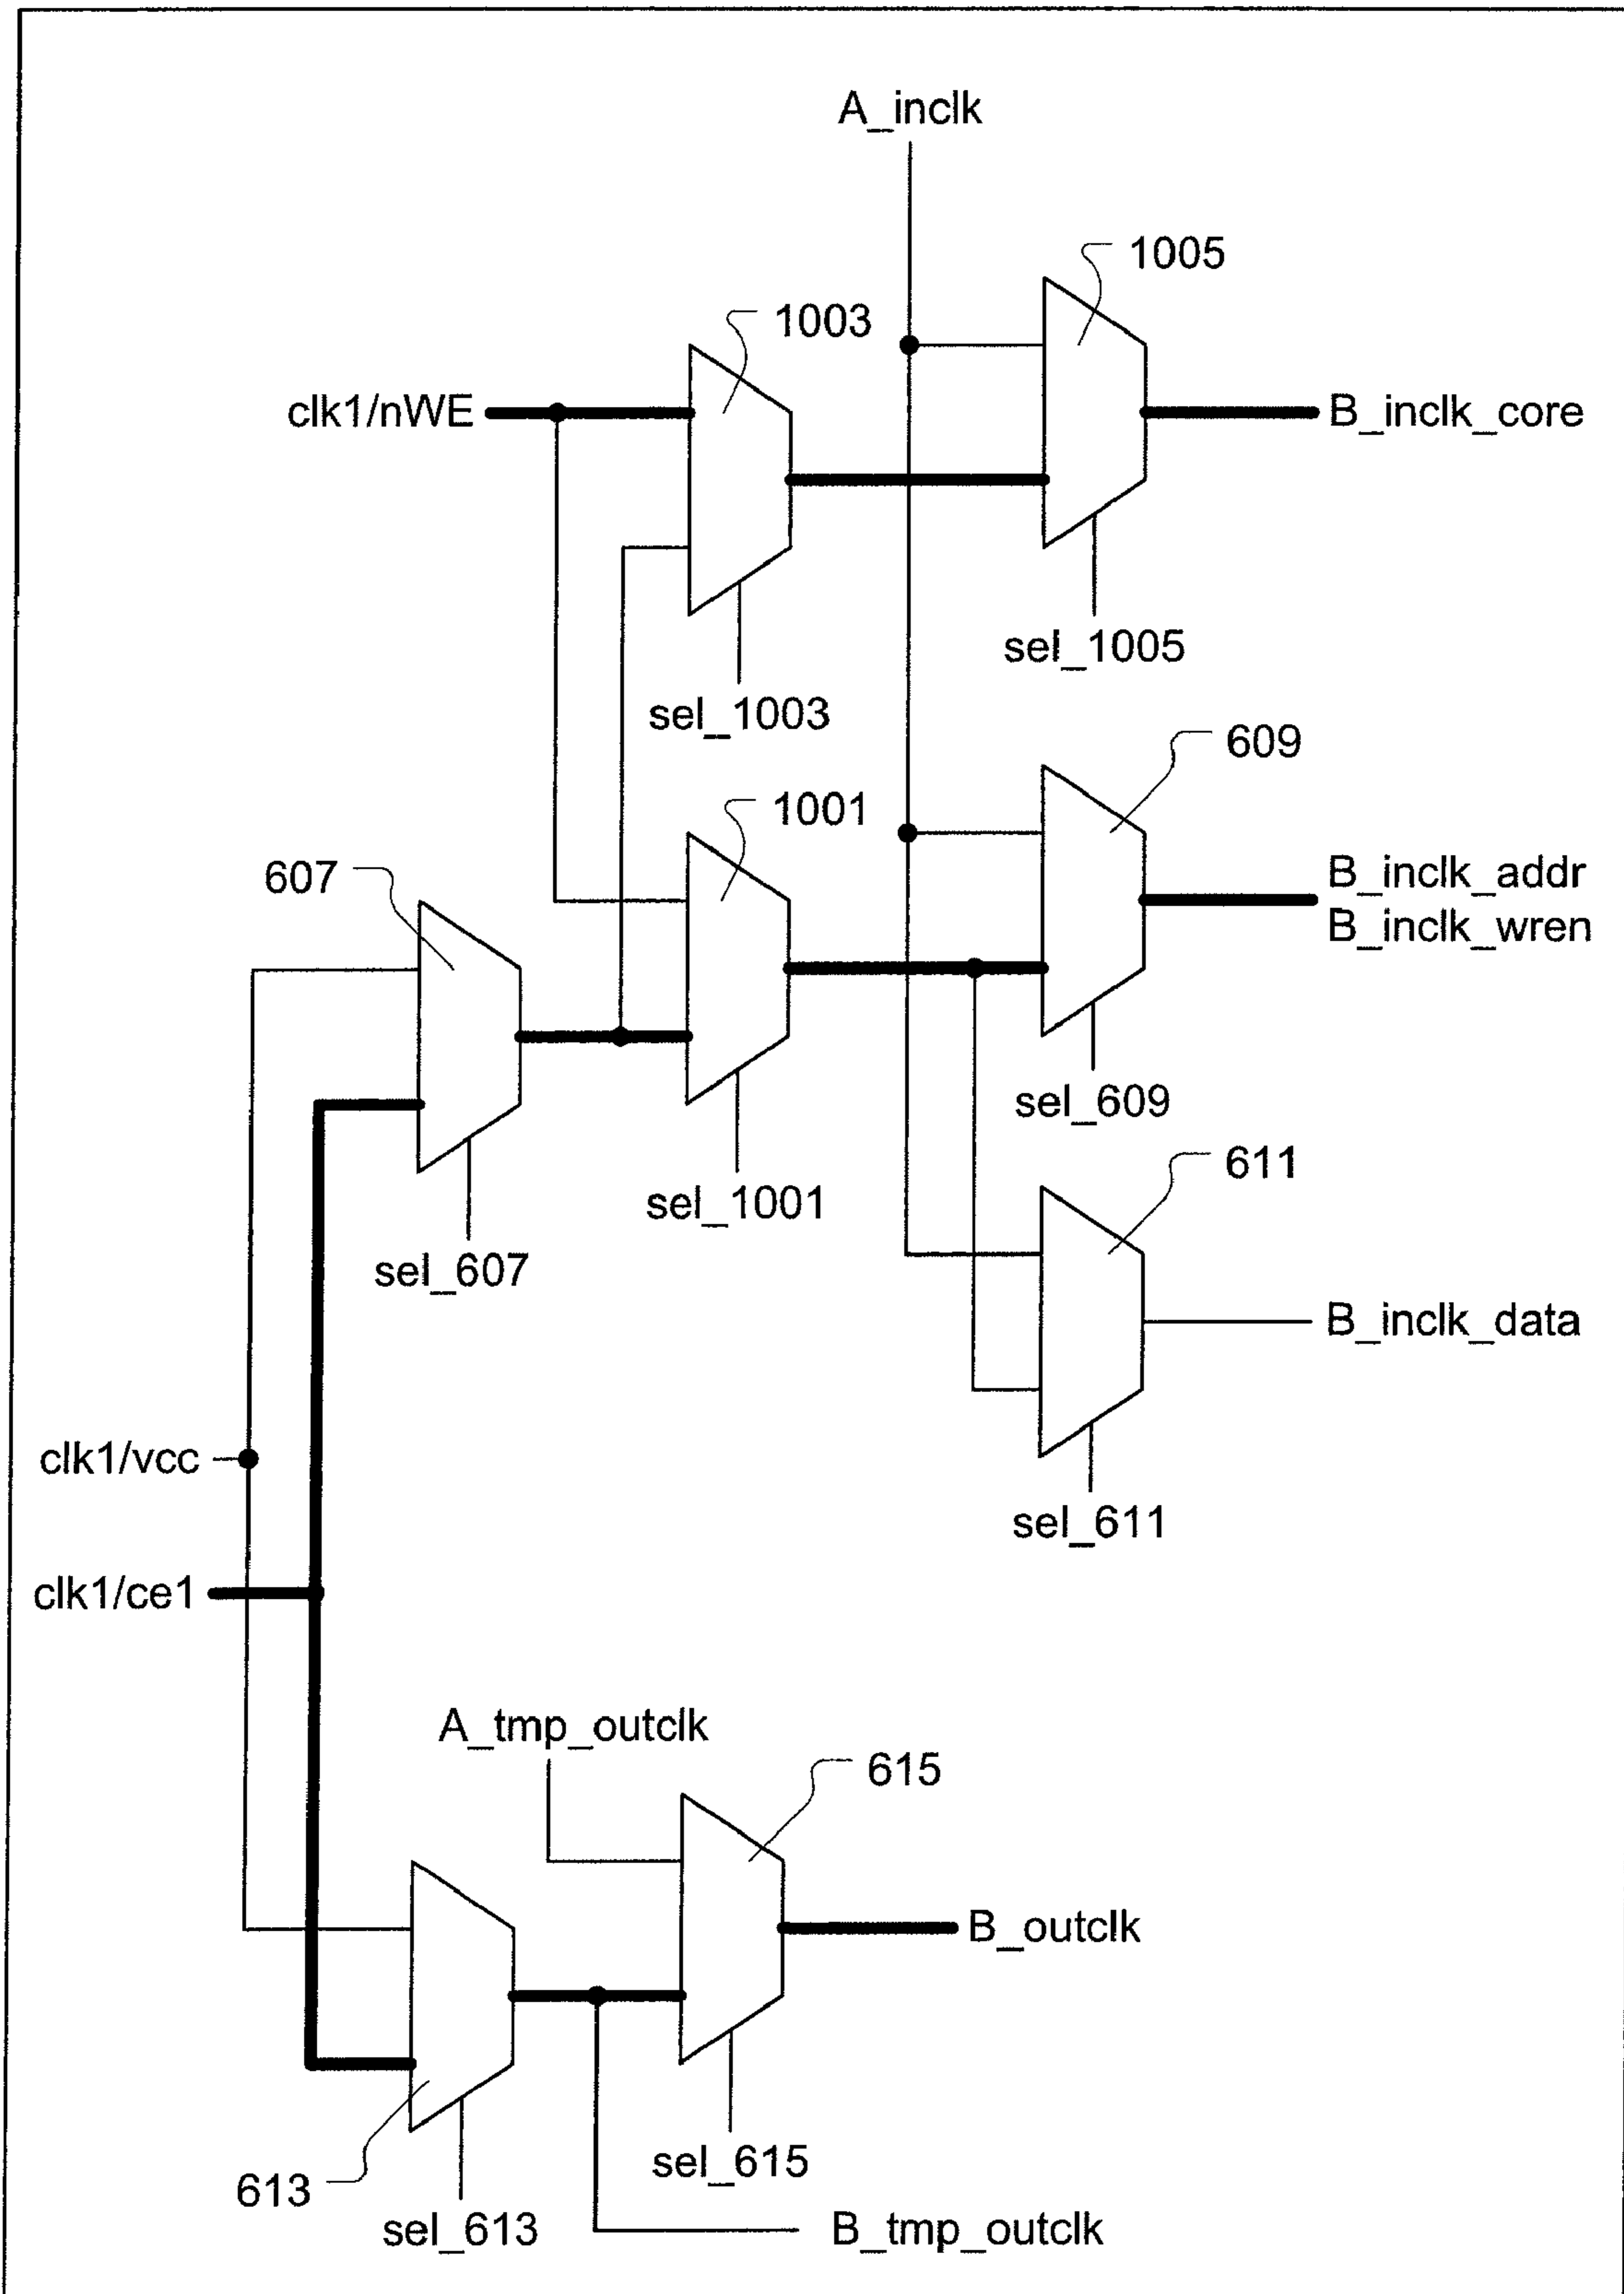 A_inclk
1005
1003
clk1/nWE
B_inclk_core
sel_1005
sel_1003
609
1001
607
B_inclk_addr
B_inclk_wren
sel_609
611
sel_1001
sel_607
B_inclk_data
clk1/vcc
sel_611
clk1/ce1
A_tmp_outclk
615
B_outclk
sel_615
613
sel_613
B_tmp_outclk